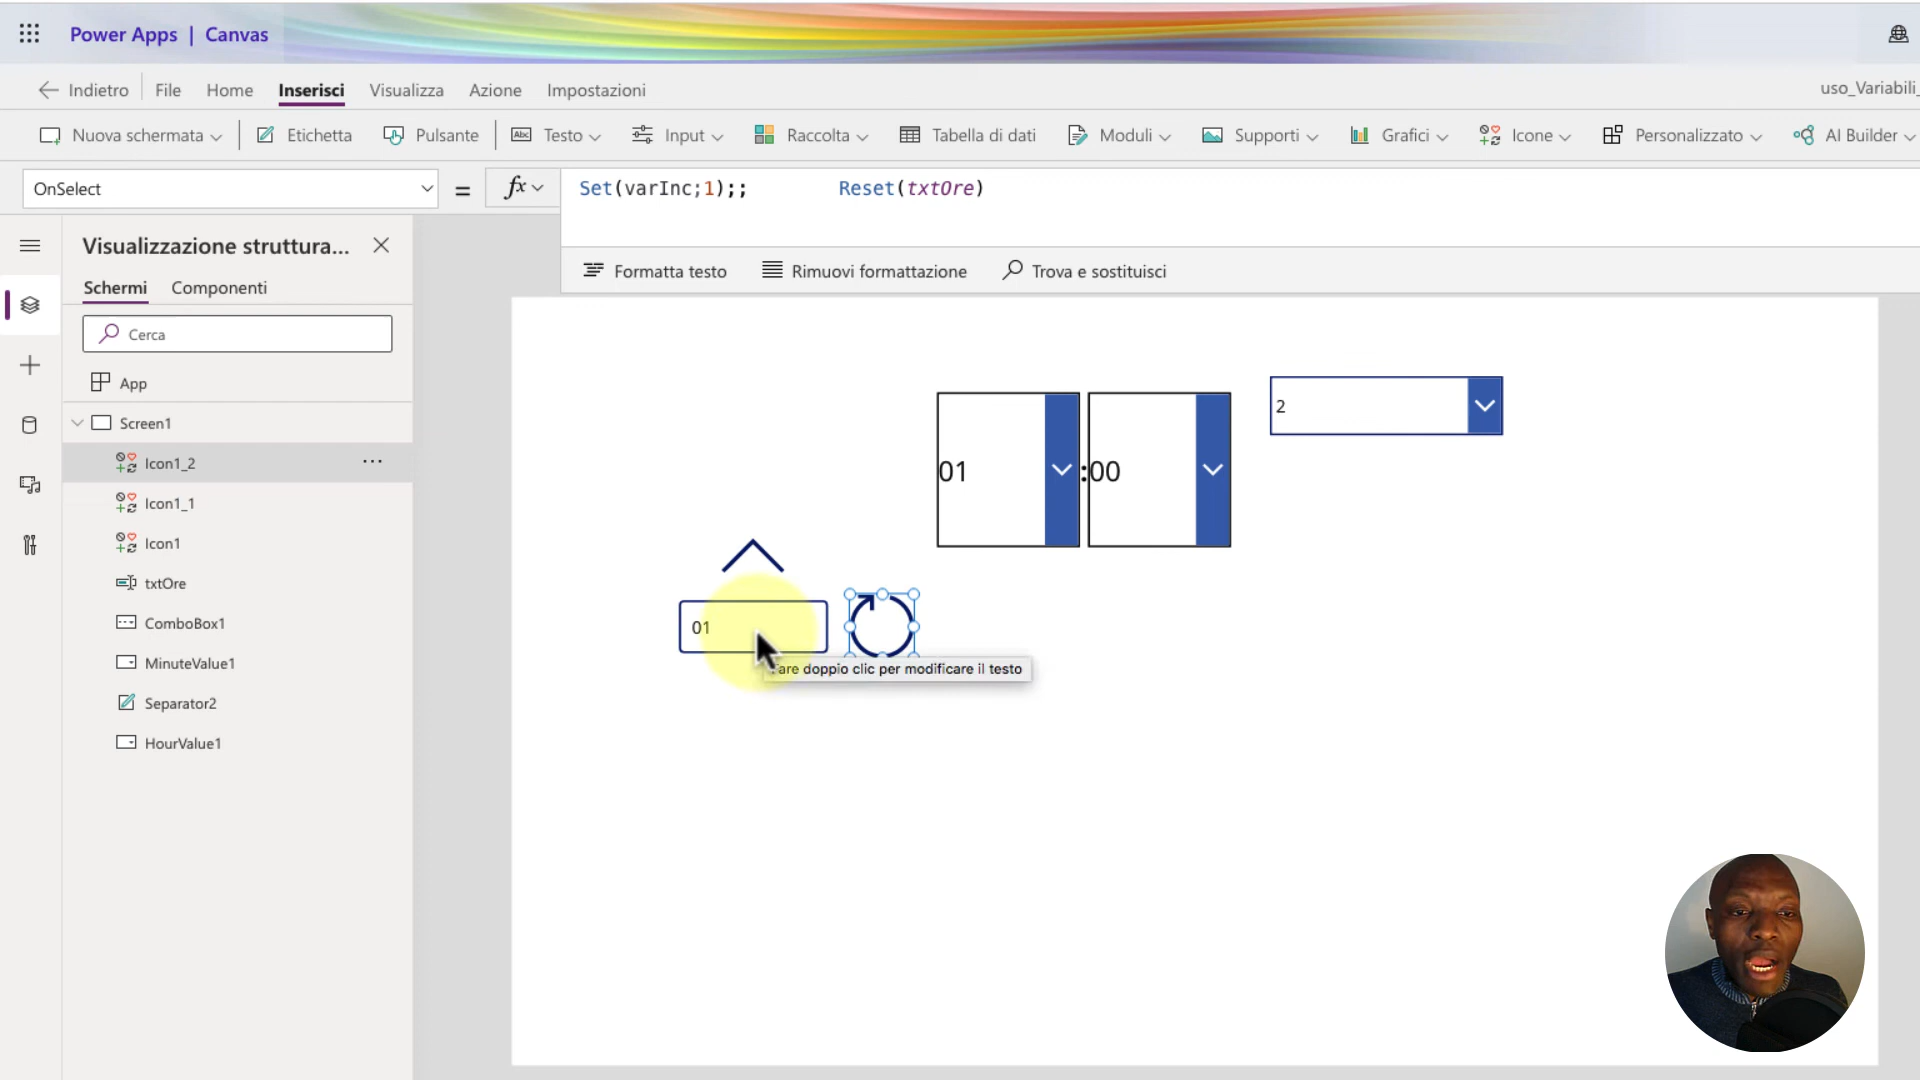 Power Apps | Canvas
Indietro File Home Inserisci Visualizza Azione Impostazioni uso_Variabili_
Nuova schermata Etichetta Pulsante Abc Testo Input Raccolta Tabella di dati Moduli Supporti Grafici Icone Personalizzato AI Builder
OnSelect = fx Set(varInc;1);; Reset(txtOre)
Formatta testo Rimuovi formattazione Trova e sostituisci
Visualizzazione struttura...
Schermi Componenti
Cerca
App
Screen1
Icon1_2 ...
Icon1_1
Icon1
txtOre
ComboBox1
MinuteValue1
Separator2
HourValue1
01 :00
2
01
are doppio clic per modificare il testo